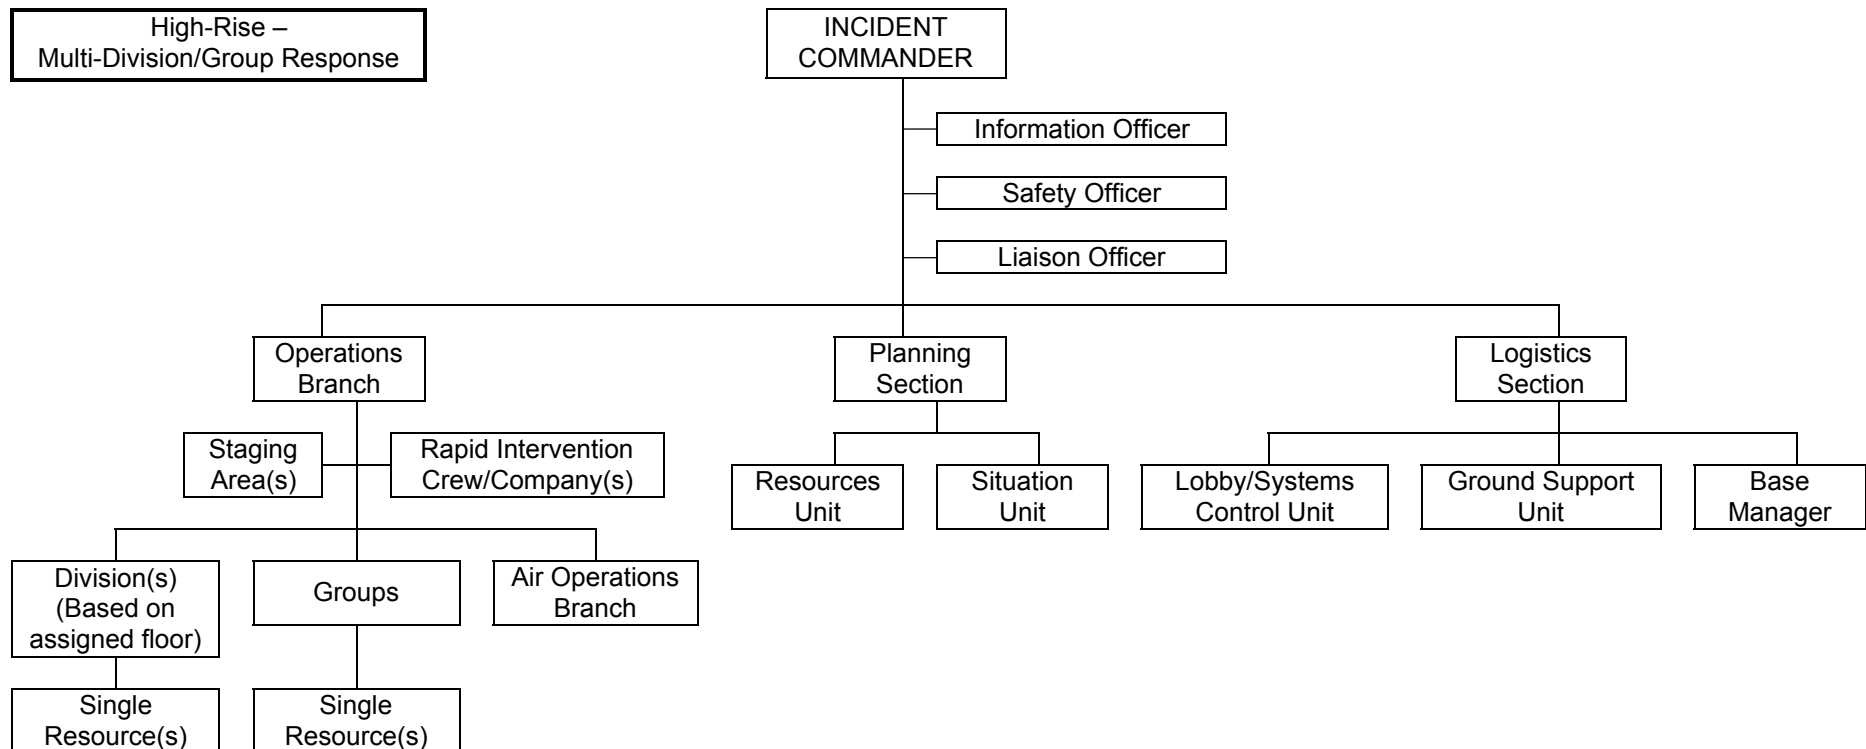 High-Rise –
Multi-Division/Group Response
INCIDENT
COMMANDER
Information Officer
Safety Officer
Liaison Officer
Operations
Branch
Planning
Section
Logistics
Section
Staging
Area(s)
Rapid Intervention
Crew/Company(s)
Resources
Unit
Situation
Unit
Lobby/Systems
Control Unit
Ground Support
Unit
Base
Manager
Division(s)
(Based on
assigned floor)
Groups
Air Operations
Branch
Single
Resource(s)
Single
Resource(s)